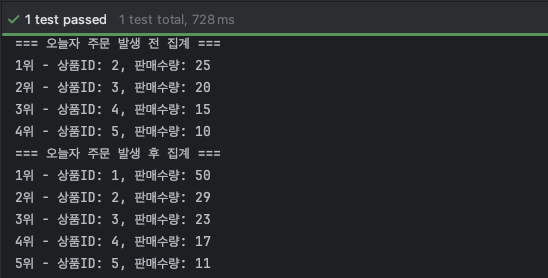 1 test passed 1 test total, 728 ms
=== 오늘자 주문 발생 전 집계 ===
1위 - 상품ID: 2, 판매수량: 25
2위 - 상품ID: 3, 판매수량: 20
3위 - 상품ID: 4, 판매수량: 15
4위 - 상품ID: 5, 판매수량: 10
=== 오늘자 주문 발생 후 집계 ===
1위 - 상품ID: 1, 판매수량: 50
2위 - 상품ID: 2, 판매수량: 29
3위 - 상품ID: 3, 판매수량: 23
4위 - 상품ID: 4, 판매수량: 17
5위 - 상품ID: 5, 판매수량: 11